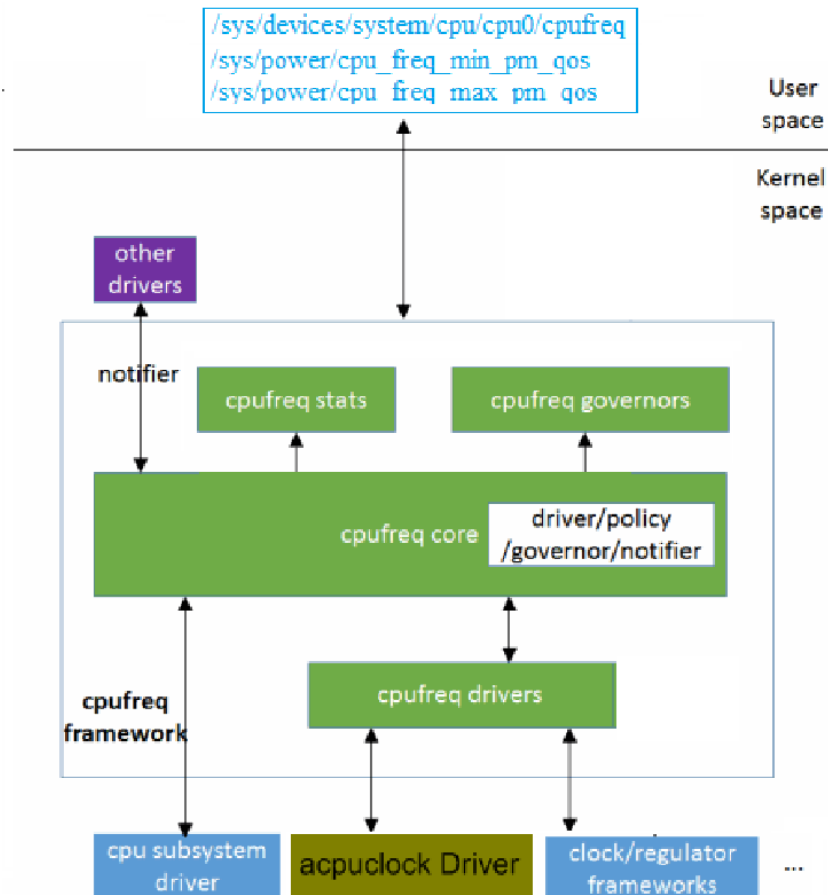 /sys/devices/system/cpu/cpu0/cpufreq
/sys/power/cpu_freq_min_pm_qos
/sys/power/cpu_freq_max_pm_qos
User
space
Kernel
space
other
drivers
notifier
cpufreq stats
cpufreq governors
cpufreq core
driver/policy
/governor/notifier
cpufreq drivers
cpufreq
framework
cpu subsystem
driver
acpuclock Driver
clock/regulator
frameworks
...